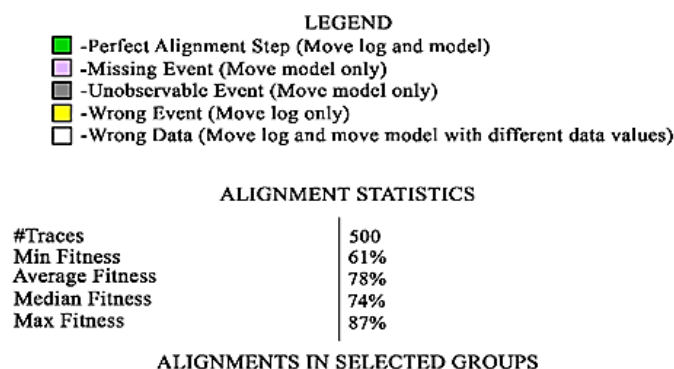 LEGEND
-Perfect Alignment Step (Move log and model)
-Missing Event (Move model only)
-Unobservable Event (Move model only)
-Wrong Event (Move log only)
-Wrong Data (Move log and move model with different data values)
ALIGNMENT STATISTICS
#Traces 500
Min Fitness 61%
Average Fitness 78%
Median Fitness 74%
Max Fitness 87%
ALIGNMENTS IN SELECTED GROUPS